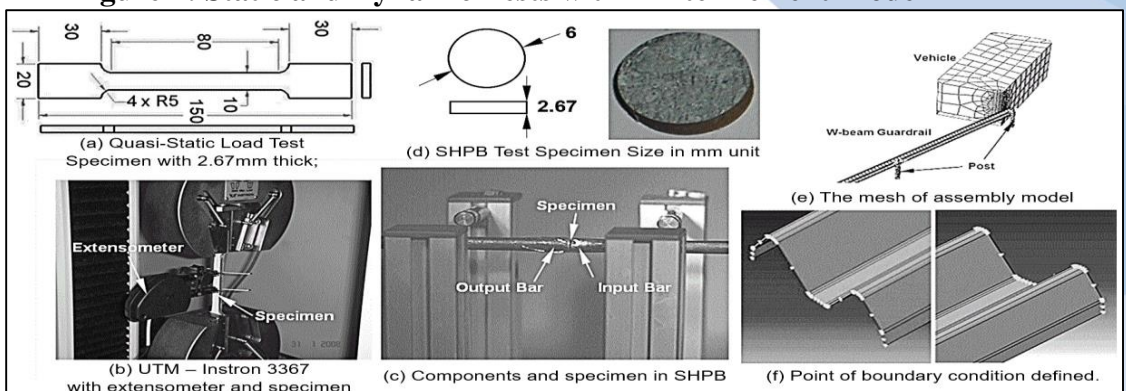 30
80
30
20
4 x R5
10
150
(a) Quasi-Static Load Test
Specimen with 2.67mm thick;
6
2.67
(d) SHPB Test Specimen Size in mm unit
Vehicle
W-beam Guardrail
Post
(e) The mesh of assembly model
Extensometer
Specimen
31 1 2008
(b) UTM – Instron 3367
with extensometer and specimen
Specimen
Output Bar
Input Bar
(c) Components and specimen in SHPB
(f) Point of boundary condition defined.